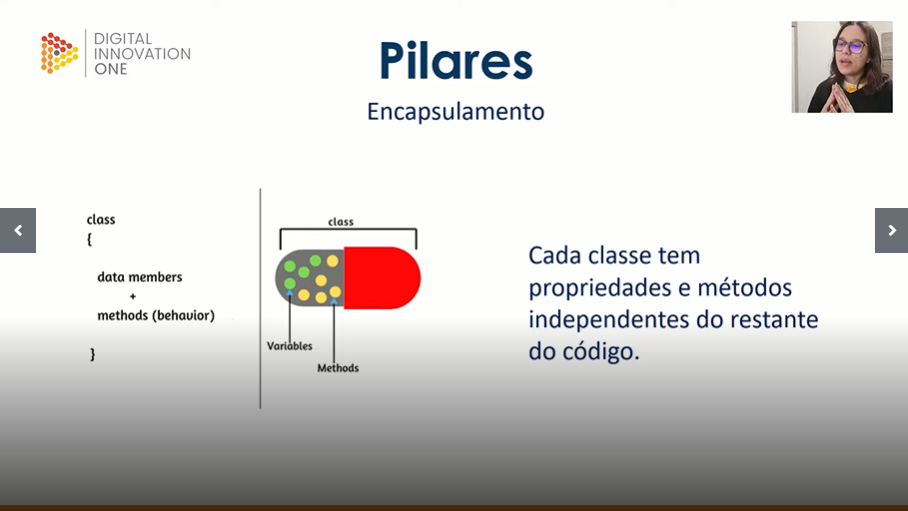 DIGITAL
INNOVATION
ONE
Pilares
Encapsulamento
class
{
data members
+
methods (behavior)
}
class
Variables
Methods
Cada classe tem
propriedades e métodos
independentes do restante
do código.